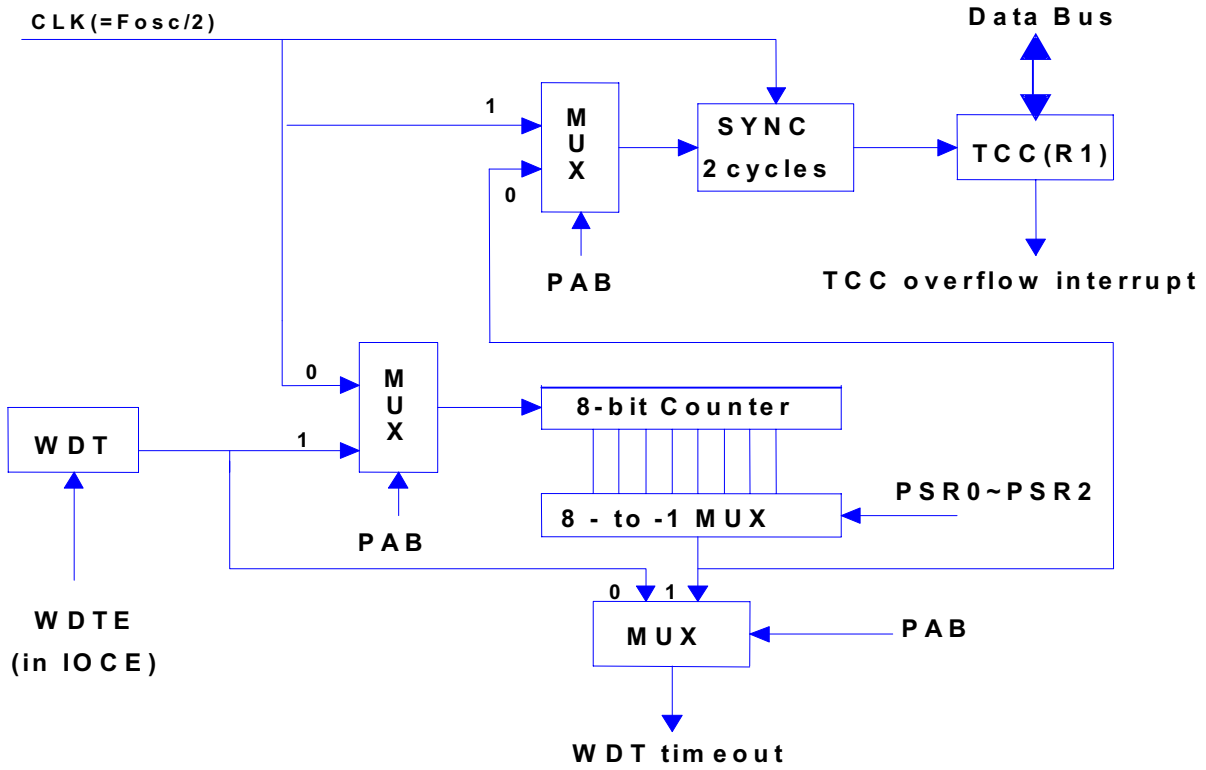 CLK(=Fosc/2)
Data Bus
1
MUX
0
SYNC
2 cycles
TCC(R1)
PAB
TCC overflow interrupt
0
MUX
1
WDT
8-bit Counter
PSR0~PSR2
8 - to -1 MUX
PAB
0 1
WDTE
(in IOCE)
MUX
PAB
WDT timeout